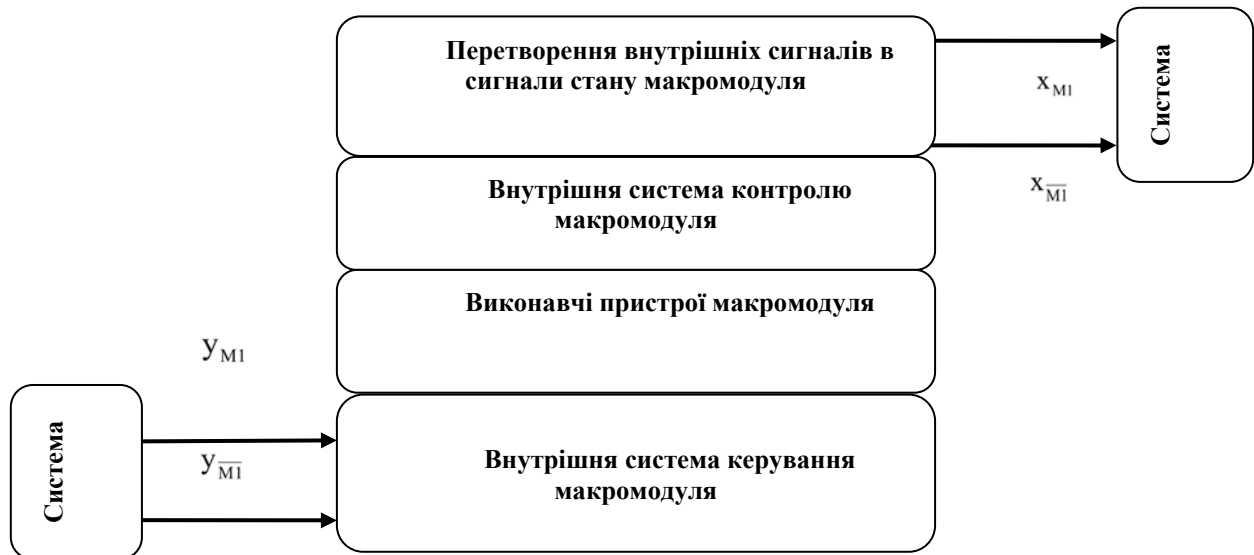 Перетворення внутрішніх сигналів в
сигнали стану макромодуля
x_M1
Система
x_M̅1̅
Внутрішня система контролю
макромодуля
Виконавчі пристрої макромодуля
y_M1
Система
y_M̅1̅
Внутрішня система керування
макромодуля